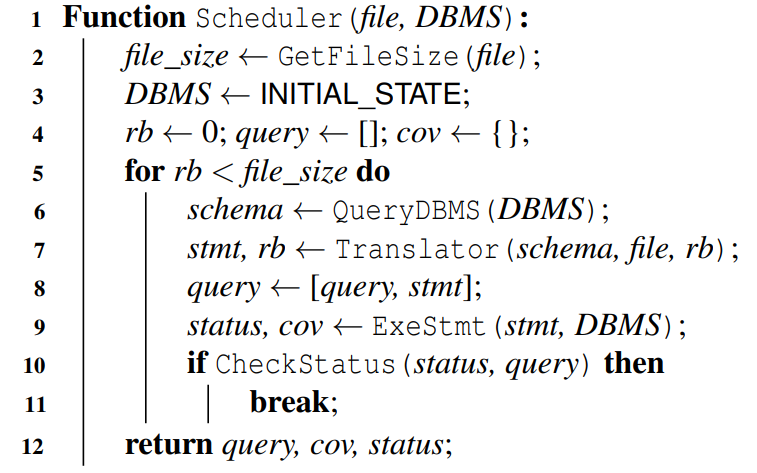 1 Function Scheduler(file, DBMS):
2 file_size ← GetFileSize(file);
3 DBMS ← INITIAL_STATE;
4 rb ← 0; query ← []; cov ← {};
5 for rb < file_size do
6 schema ← QueryDBMS(DBMS);
7 stmt, rb ← Translator(schema, file, rb);
8 query ← [query, stmt];
9 status, cov ← ExeStmt(stmt, DBMS);
10 if CheckStatus(status, query) then
11 break;
12 return query, cov, status;